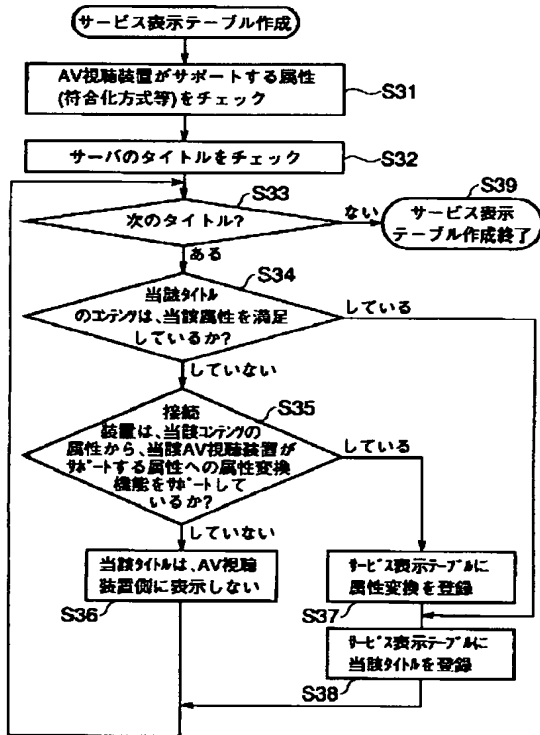 サービス表示テーブル作成
AV視聴装置がサポートする属性
(符合化方式等)をチェック
S31
サーバのタイトルをチェック
S32
S33
次のタイトル?
ない
S39
サービス表示
テーブル作成終了
ある
S34
当該タイトル
のコンテンツは、当該属性を満足
しているか?
している
していない
S35
接続
装置は、当該コンテンツの
属性から、当該AV視聴装置が
サポートする属性への属性変換
機能をサポートして
いるか?
している
していない
当該タイトルは、AV視聴
装置側に表示しない
S36
サービス表示テーブルに
属性変換を登録
S37
サービス表示テーブルに
当該タイトルを登録
S38